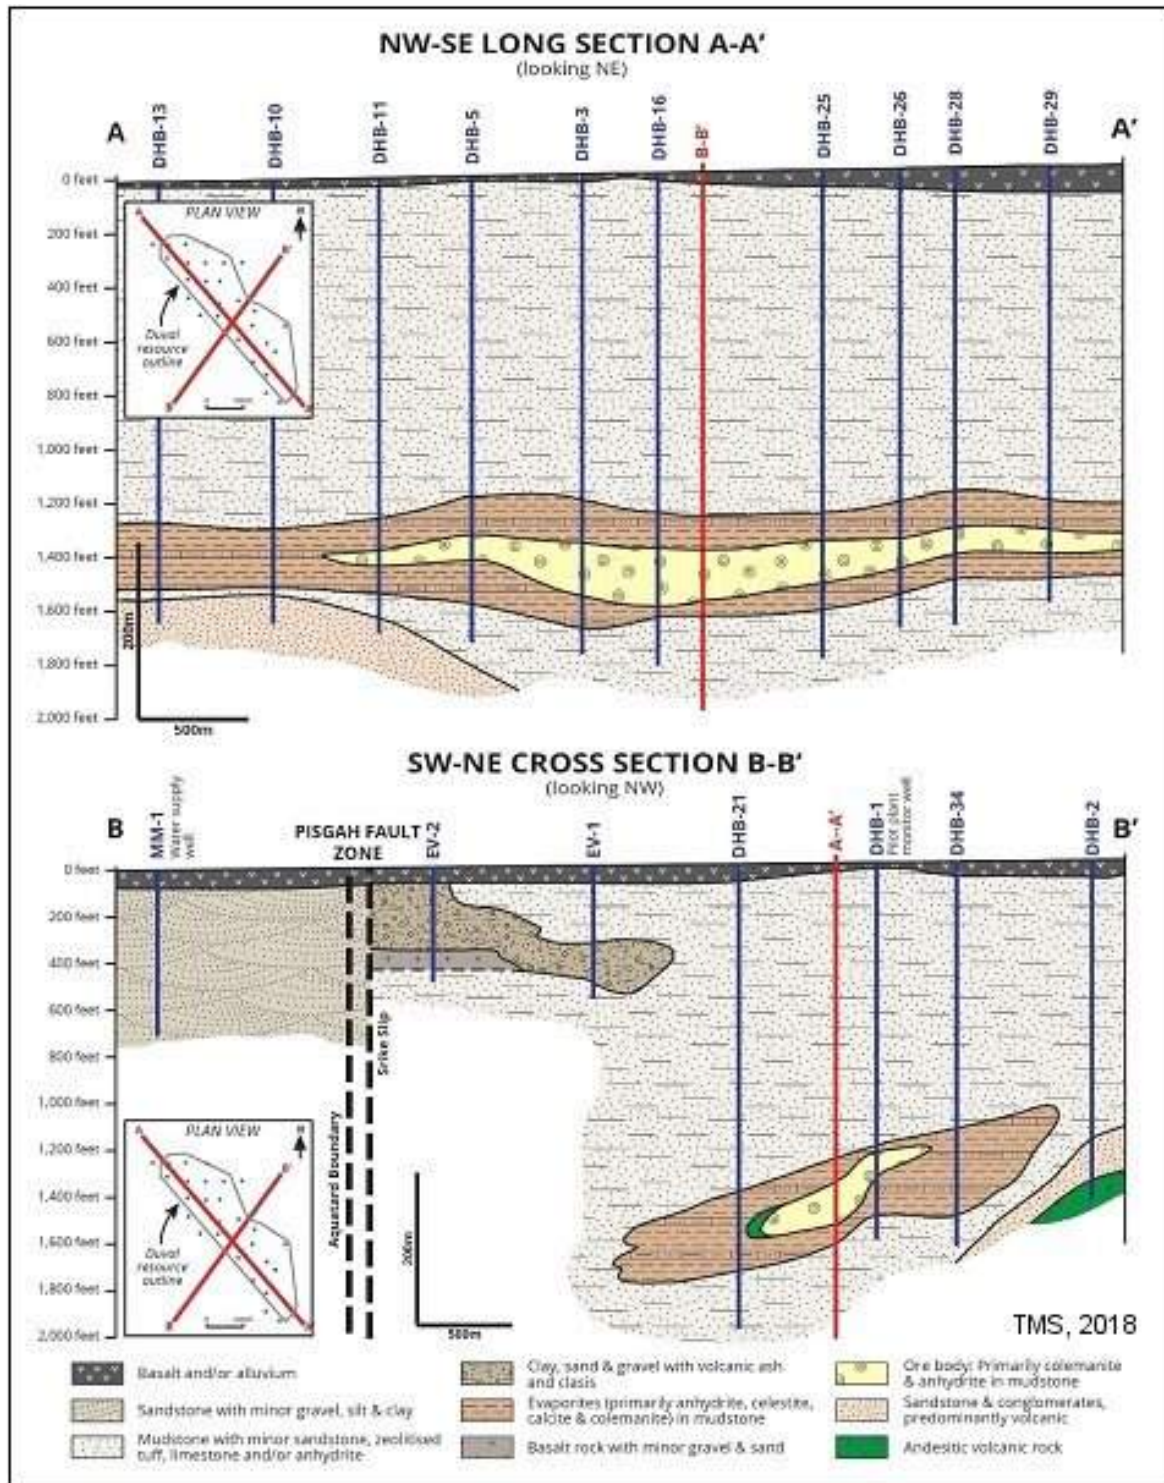 NW-SE LONG SECTION A-A'
(looking NE)
A
DHB-13
DHB-10
DHB-11
DHB-5
DHB-3
DHB-16
B-B'
DHB-25
DHB-26
DHB-28
DHB-29
A'
0 feet
200 feet
400 feet
600 feet
800 feet
1,000 feet
1,200 feet
1,400 feet
1,600 feet
1,800 feet
2,000 feet
PLAN VIEW
Duval
resource
outline
200m
500m
SW-NE CROSS SECTION B-B'
(looking NW)
B
MM-1
Water supply
well
PISGAH FAULT
ZONE
EV-2
EV-1
DHB-21
A-A'
DHB-1
Pilot plant
monitor well
DHB-34
DHB-2
B'
0 feet
200 feet
400 feet
600 feet
800 feet
1,000 feet
1,200 feet
1,400 feet
1,600 feet
1,800 feet
2,000 feet
Srike Slip
Aquatard Boundary
PLAN VIEW
Duval
resource
outline
200m
500m
TMS, 2018
Basalt and/or alluvium
Sandstone with minor gravel, silt & clay
Mudstone with minor sandstone, zeolitised
tuff, limestone and/or anhydrite
Clay, sand & gravel with volcanic ash
and clasis
Evaporites (primarily anhydrite, celestite,
calcite & colemanite) in mudstone
Basalt rock with minor gravel & sand
Ore body: Primarily colemanite
& anhydrite in mudstone
Sandstone & conglomerates,
predominantly volcanic
Andesitic volcanic rock